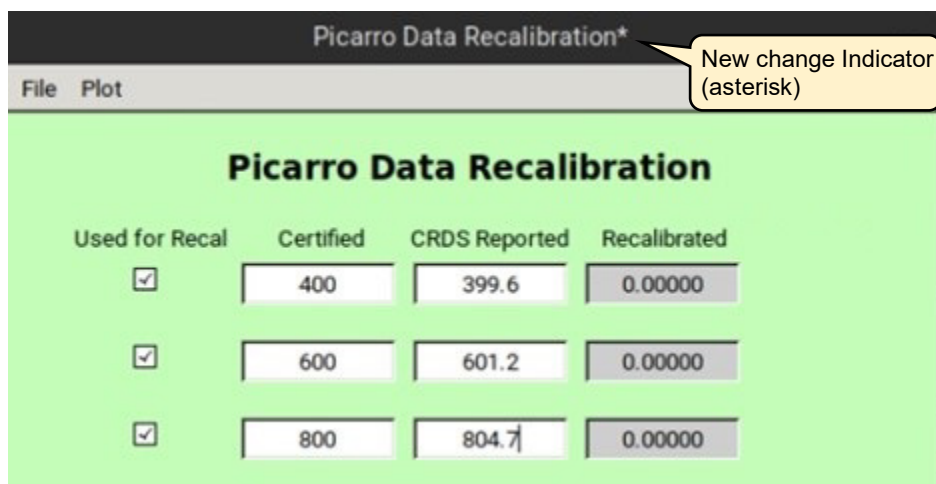 Picarro Data Recalibration*
New change Indicator
(asterisk)
File Plot
Picarro Data Recalibration
Used for Recal Certified CRDS Reported Recalibrated
400 399.6 0.00000
600 601.2 0.00000
800 804.7 0.00000